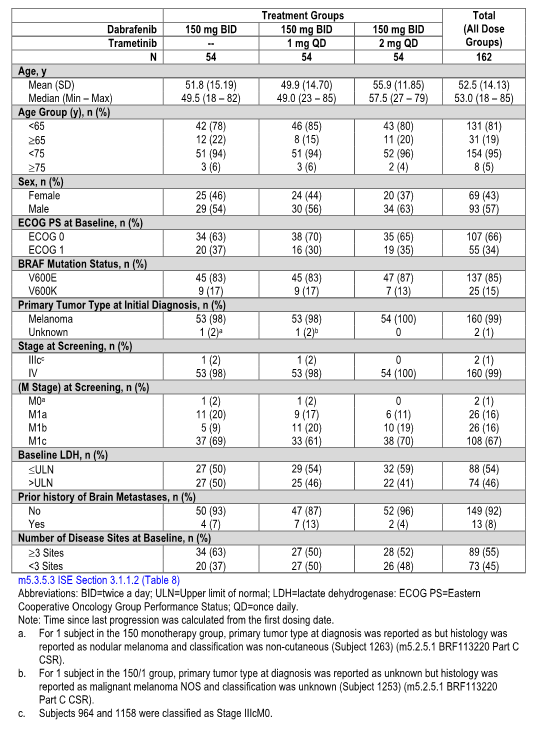 Treatment Groups Total
(All Dose
Groups)
Dabrafenib 150 mg BID 150 mg BID 150 mg BID
Trametinib -- 1 mg QD 2 mg QD
N 54 54 54 162
Age, y
Mean (SD) 51.8 (15.19) 49.9 (14.70) 55.9 (11.85) 52.5 (14.13)
Median (Min – Max) 49.5 (18 – 82) 49.0 (23 – 85) 57.5 (27 – 79) 53.0 (18 – 85)
Age Group (y), n (%)
<65 42 (78) 46 (85) 43 (80) 131 (81)
≥65 12 (22) 8 (15) 11 (20) 31 (19)
<75 51 (94) 51 (94) 52 (96) 154 (95)
≥75 3 (6) 3 (6) 2 (4) 8 (5)
Sex, n (%)
Female 25 (46) 24 (44) 20 (37) 69 (43)
Male 29 (54) 30 (56) 34 (63) 93 (57)
ECOG PS at Baseline, n (%)
ECOG 0 34 (63) 38 (70) 35 (65) 107 (66)
ECOG 1 20 (37) 16 (30) 19 (35) 55 (34)
BRAF Mutation Status, n (%)
V600E 45 (83) 45 (83) 47 (87) 137 (85)
V600K 9 (17) 9 (17) 7 (13) 25 (15)
Primary Tumor Type at Initial Diagnosis, n (%)
Melanoma 53 (98) 53 (98) 54 (100) 160 (99)
Unknown 1 (2)a 1 (2)b 0 2 (1)
Stage at Screening, n (%)
IIIcc 1 (2) 1 (2) 0 2 (1)
IV 53 (98) 53 (98) 54 (100) 160 (99)
(M Stage) at Screening, n (%)
M0a 1 (2) 1 (2) 0 2 (1)
M1a 11 (20) 9 (17) 6 (11) 26 (16)
M1b 5 (9) 11 (20) 10 (19) 26 (16)
M1c 37 (69) 33 (61) 38 (70) 108 (67)
Baseline LDH, n (%)
≤ULN 27 (50) 29 (54) 32 (59) 88 (54)
>ULN 27 (50) 25 (46) 22 (41) 74 (46)
Prior history of Brain Metastases, n (%)
No 50 (93) 47 (87) 52 (96) 149 (92)
Yes 4 (7) 7 (13) 2 (4) 13 (8)
Number of Disease Sites at Baseline, n (%)
≥3 Sites 34 (63) 27 (50) 28 (52) 89 (55)
<3 Sites 20 (37) 27 (50) 26 (48) 73 (45)
m5.3.5.3 ISE Section 3.1.1.2 (Table 8)
Abbreviations: BID=twice a day; ULN=Upper limit of normal; LDH=lactate dehydrogenase: ECOG PS=Eastern
Cooperative Oncology Group Performance Status; QD=once daily.
Note: Time since last progression was calculated from the first dosing date.
a. For 1 subject in the 150 monotherapy group, primary tumor type at diagnosis was reported as but histology was
reported as nodular melanoma and classification was non-cutaneous (Subject 1263) (m5.2.5.1 BRF113220 Part C
CSR).
b. For 1 subject in the 150/1 group, primary tumor type at diagnosis was reported as unknown but histology was
reported as malignant melanoma NOS and classification was unknown (Subject 1253) (m5.2.5.1 BRF113220
Part C CSR).
c. Subjects 964 and 1158 were classified as Stage IIIcM0.